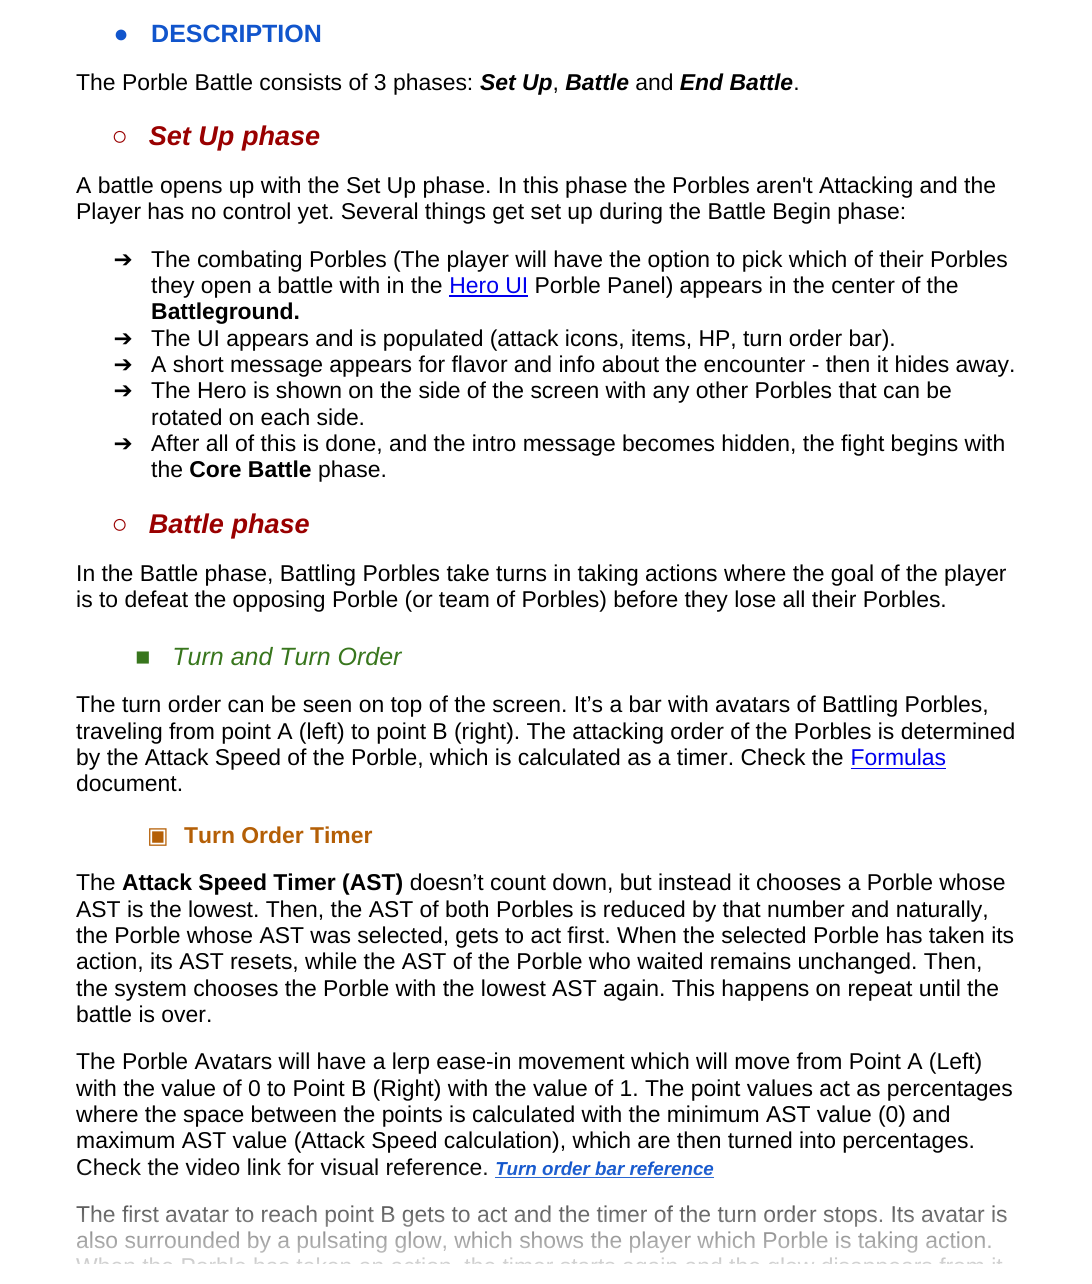 ● DESCRIPTION
The Porble Battle consists of 3 phases: Set Up, Battle and End Battle.
○ Set Up phase
A battle opens up with the Set Up phase. In this phase the Porbles aren't Attacking and the
Player has no control yet. Several things get set up during the Battle Begin phase:
➔ The combating Porbles (The player will have the option to pick which of their Porbles
they open a battle with in the Hero UI Porble Panel) appears in the center of the
Battleground.
➔ The UI appears and is populated (attack icons, items, HP, turn order bar).
➔ A short message appears for flavor and info about the encounter - then it hides away.
➔ The Hero is shown on the side of the screen with any other Porbles that can be
rotated on each side.
➔ After all of this is done, and the intro message becomes hidden, the fight begins with
the Core Battle phase.
○ Battle phase
In the Battle phase, Battling Porbles take turns in taking actions where the goal of the player
is to defeat the opposing Porble (or team of Porbles) before they lose all their Porbles.
■ Turn and Turn Order
The turn order can be seen on top of the screen. It’s a bar with avatars of Battling Porbles,
traveling from point A (left) to point B (right). The attacking order of the Porbles is determined
by the Attack Speed of the Porble, which is calculated as a timer. Check the Formulas
document.
▣ Turn Order Timer
The Attack Speed Timer (AST) doesn’t count down, but instead it chooses a Porble whose
AST is the lowest. Then, the AST of both Porbles is reduced by that number and naturally,
the Porble whose AST was selected, gets to act first. When the selected Porble has taken its
action, its AST resets, while the AST of the Porble who waited remains unchanged. Then,
the system chooses the Porble with the lowest AST again. This happens on repeat until the
battle is over.
The Porble Avatars will have a lerp ease-in movement which will move from Point A (Left)
with the value of 0 to Point B (Right) with the value of 1. The point values act as percentages
where the space between the points is calculated with the minimum AST value (0) and
maximum AST value (Attack Speed calculation), which are then turned into percentages.
Check the video link for visual reference. Turn order bar reference
The first avatar to reach point B gets to act and the timer of the turn order stops. Its avatar is
also surrounded by a pulsating glow, which shows the player which Porble is taking action.
When the Porble has taken an action, the timer starts again and the glow disappears from it